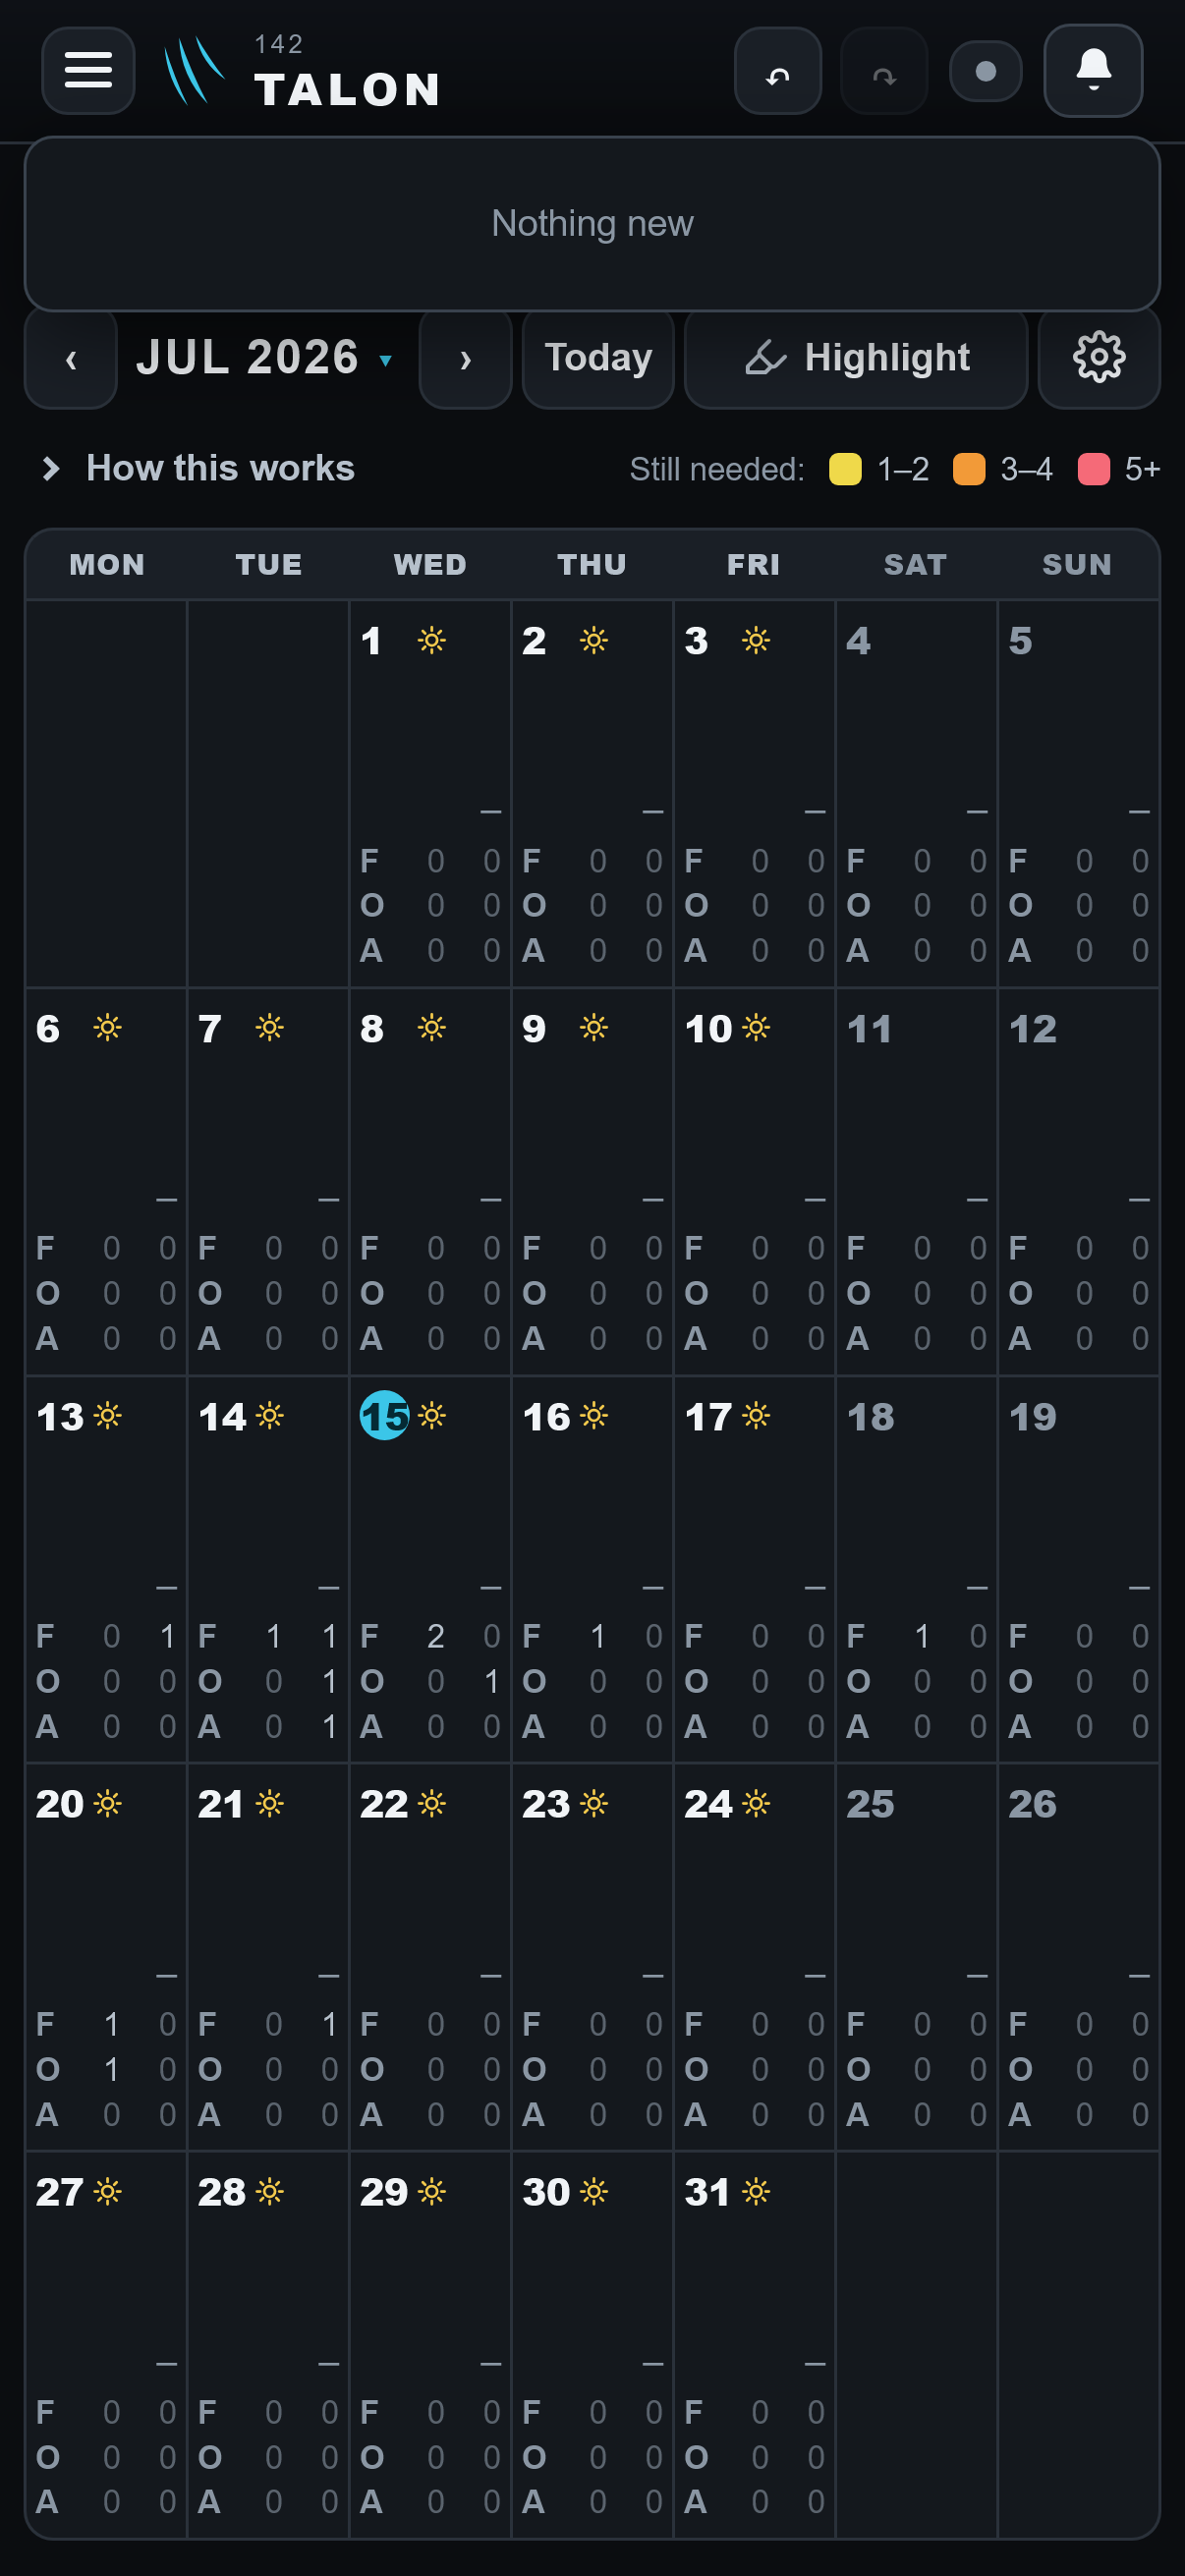 142
TALON
Nothing new
‹ JUL 2026 ▾ › Today Highlight
How this works Still needed: 1–2 3–4 5+
MON TUE WED THU FRI SAT SUN
1 2 3 4 5
– – – – –
F 0 0 F 0 0 F 0 0 F 0 0 F 0 0
O 0 0 O 0 0 O 0 0 O 0 0 O 0 0
A 0 0 A 0 0 A 0 0 A 0 0 A 0 0
6 7 8 9 10 11 12
– – – – – – –
F 0 0 F 0 0 F 0 0 F 0 0 F 0 0 F 0 0 F 0 0
O 0 0 O 0 0 O 0 0 O 0 0 O 0 0 O 0 0 O 0 0
A 0 0 A 0 0 A 0 0 A 0 0 A 0 0 A 0 0 A 0 0
13 14 15 16 17 18 19
– – – – – – –
F 0 1 F 1 1 F 2 0 F 1 0 F 0 0 F 1 0 F 0 0
O 0 0 O 0 1 O 0 1 O 0 0 O 0 0 O 0 0 O 0 0
A 0 0 A 0 1 A 0 0 A 0 0 A 0 0 A 0 0 A 0 0
20 21 22 23 24 25 26
– – – – – – –
F 1 0 F 0 1 F 0 0 F 0 0 F 0 0 F 0 0 F 0 0
O 1 0 O 0 0 O 0 0 O 0 0 O 0 0 O 0 0 O 0 0
A 0 0 A 0 0 A 0 0 A 0 0 A 0 0 A 0 0 A 0 0
27 28 29 30 31
– – – – –
F 0 0 F 0 0 F 0 0 F 0 0 F 0 0
O 0 0 O 0 0 O 0 0 O 0 0 O 0 0
A 0 0 A 0 0 A 0 0 A 0 0 A 0 0